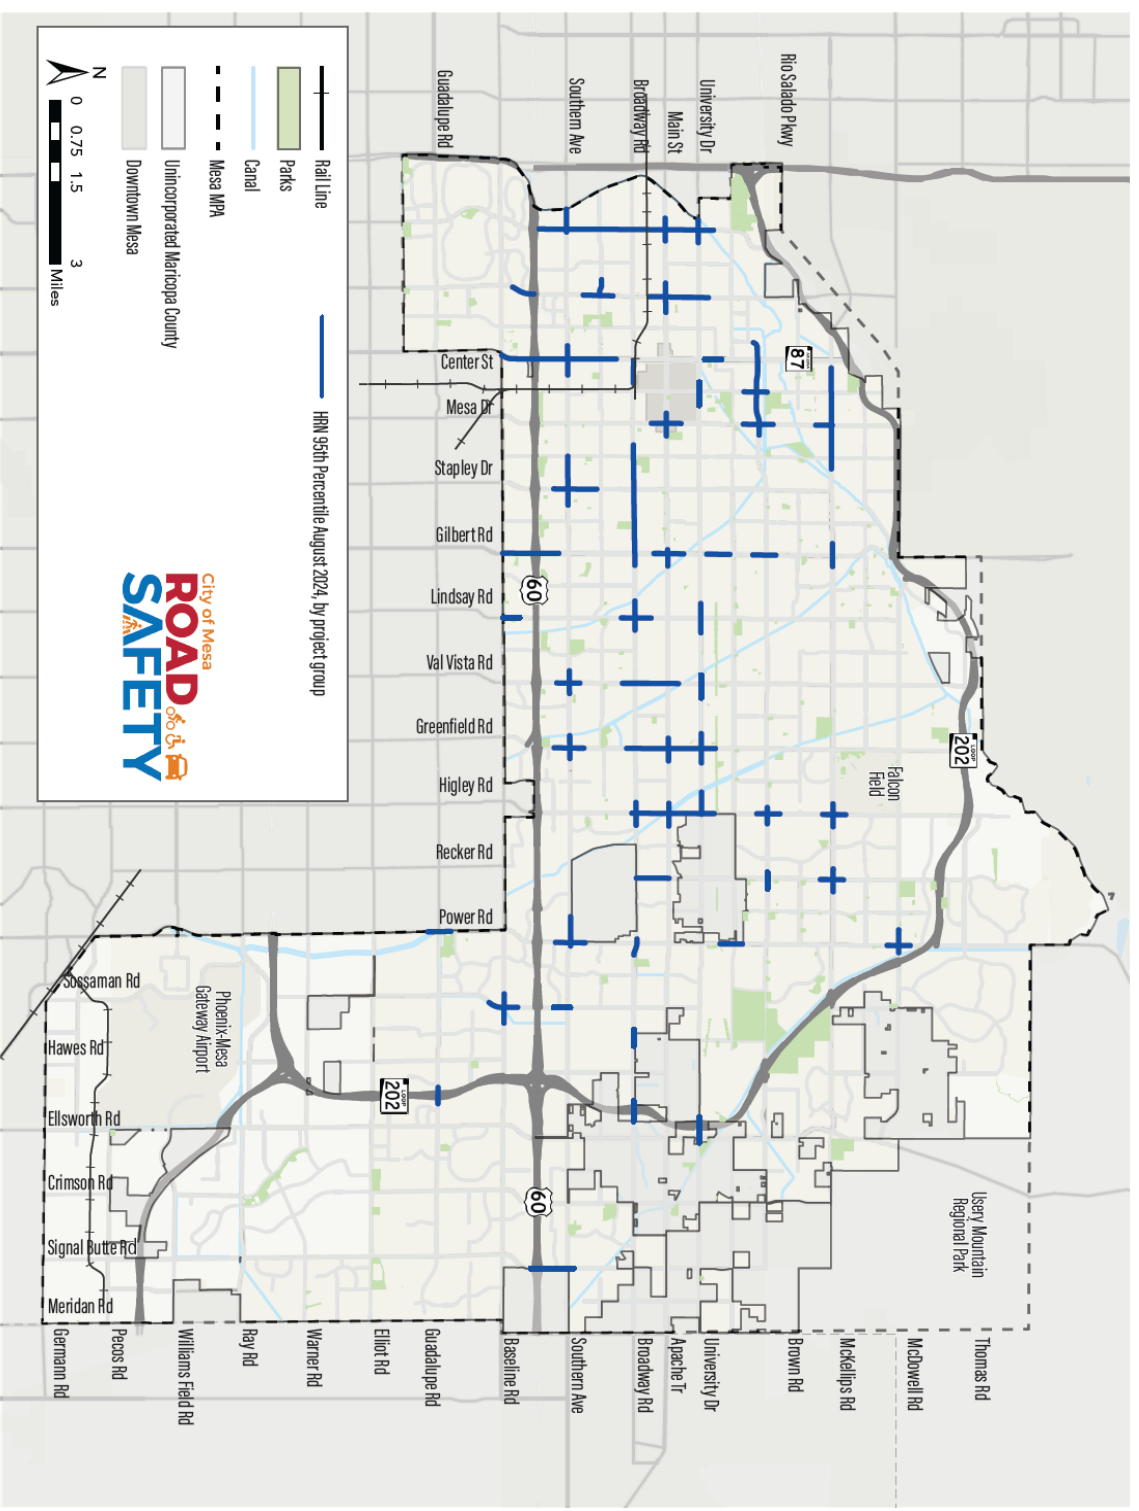 Rio Salado Pkwy
University Dr
Main St
Broadway Rd
Southern Ave
Guadalupe Rd
87
Center St
Mesa Dr
Stapley Dr
Gilbert Rd
Lindsay Rd
Val Vista Rd
Greenfield Rd
Higley Rd
Recker Rd
Power Rd
Sossaman Rd
Hawes Rd
Ellsworth Rd
Crimson Rd
Signal Butte Rd
Meridan Rd
60
LOOP
202
Falcon
Field
LOOP
202
60
Phoenix-Mesa
Gateway Airport
Usery Mountain
Regional Park
Thomas Rd
McDowell Rd
McKellips Rd
Brown Rd
University Dr
Apache Tr
Broadway Rd
Southern Ave
Baseline Rd
Guadalupe Rd
Elliot Rd
Warner Rd
Ray Rd
Williams Field Rd
Pecos Rd
Germann Rd
Rail Line
Parks
Canal
Mesa MPA
Unincorporated Maricopa County
Downtown Mesa
HRN 95th Percentile August 2024, by project group
N
0 0.75 1.5 3
Miles
City of Mesa
ROAD
SAFETY